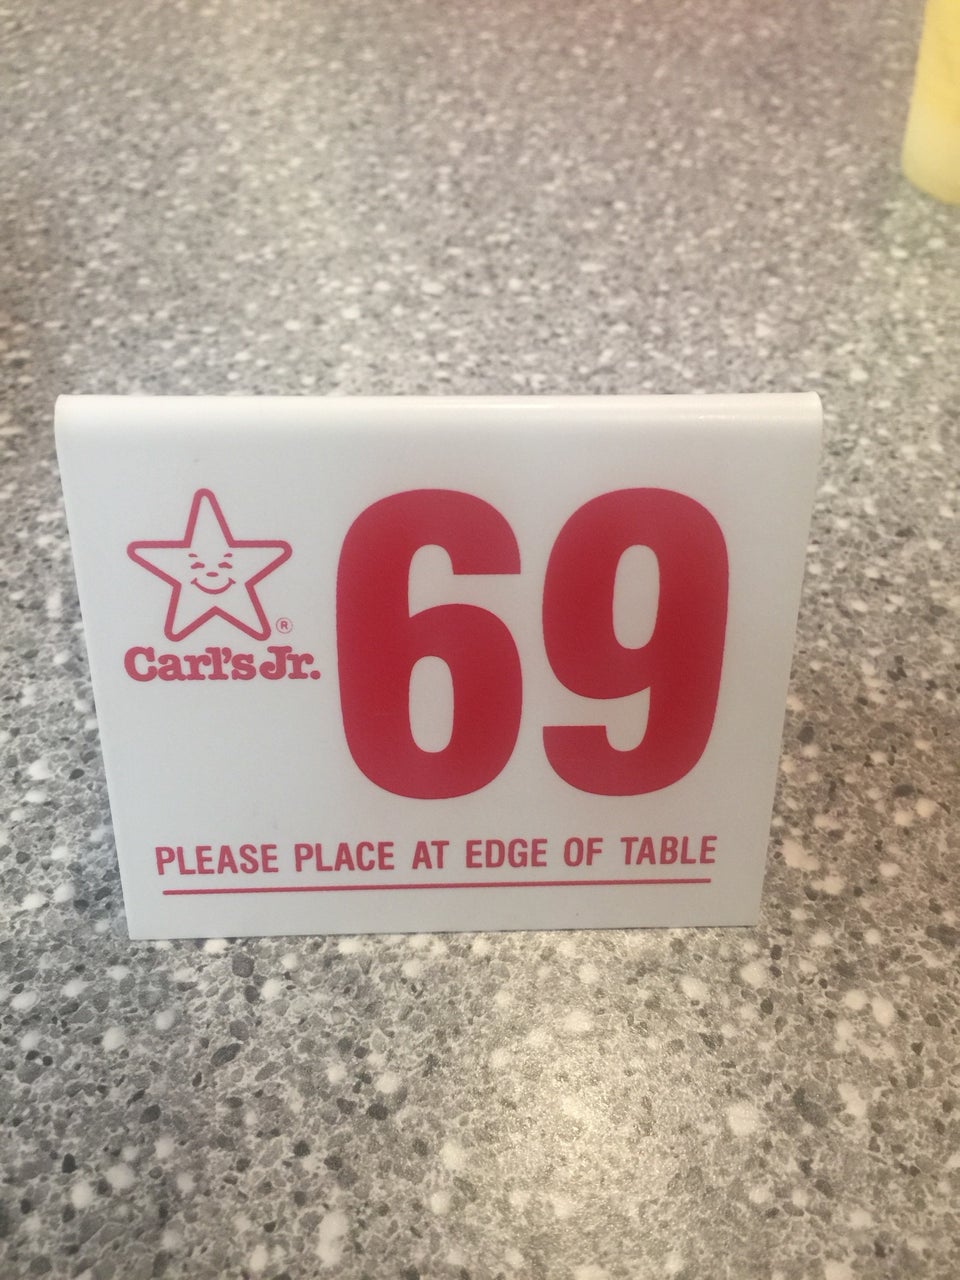 69
®
Carl's Jr.
PLEASE PLACE AT EDGE OF TABLE